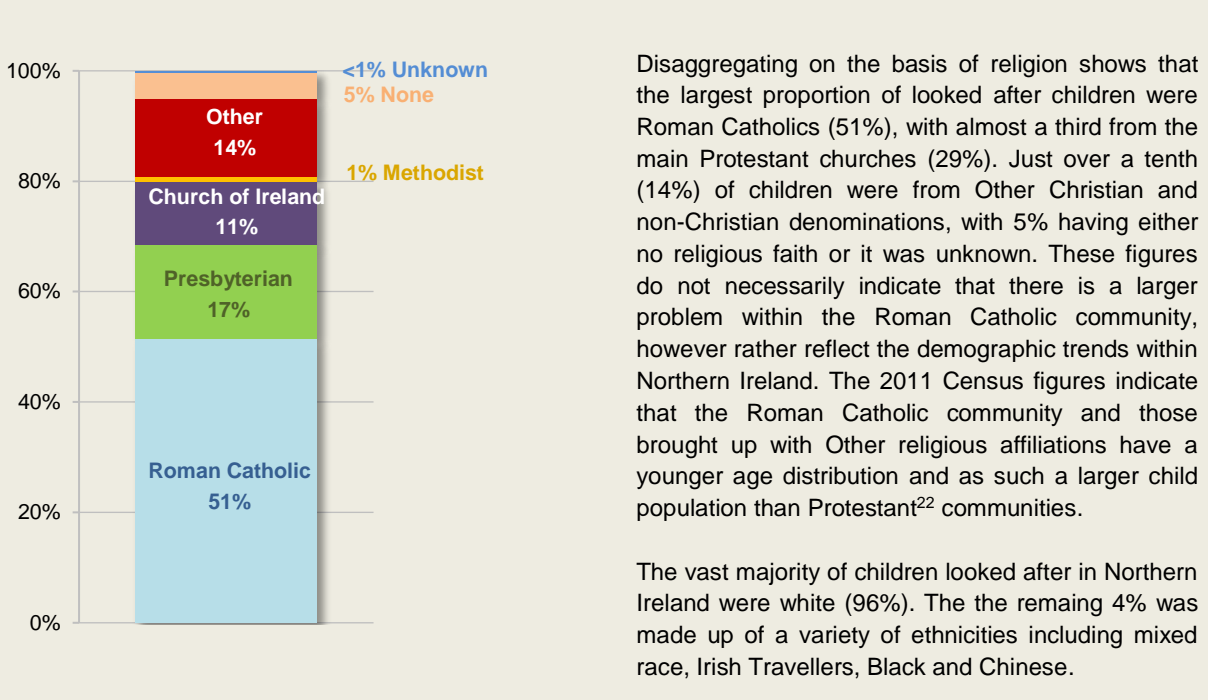 100%
80%
60%
40%
20%
0%
<1% Unknown
5% None
Other
14%
1% Methodist
Church of Ireland
11%
Presbyterian
17%
Roman Catholic
51%
Disaggregating on the basis of religion shows that
the largest proportion of looked after children were
Roman Catholics (51%), with almost a third from the
main Protestant churches (29%). Just over a tenth
(14%) of children were from Other Christian and
non-Christian denominations, with 5% having either
no religious faith or it was unknown. These figures
do not necessarily indicate that there is a larger
problem within the Roman Catholic community,
however rather reflect the demographic trends within
Northern Ireland. The 2011 Census figures indicate
that the Roman Catholic community and those
brought up with Other religious affiliations have a
younger age distribution and as such a larger child
population than Protestant22 communities.
The vast majority of children looked after in Northern
Ireland were white (96%). The the remaing 4% was
made up of a variety of ethnicities including mixed
race, Irish Travellers, Black and Chinese.